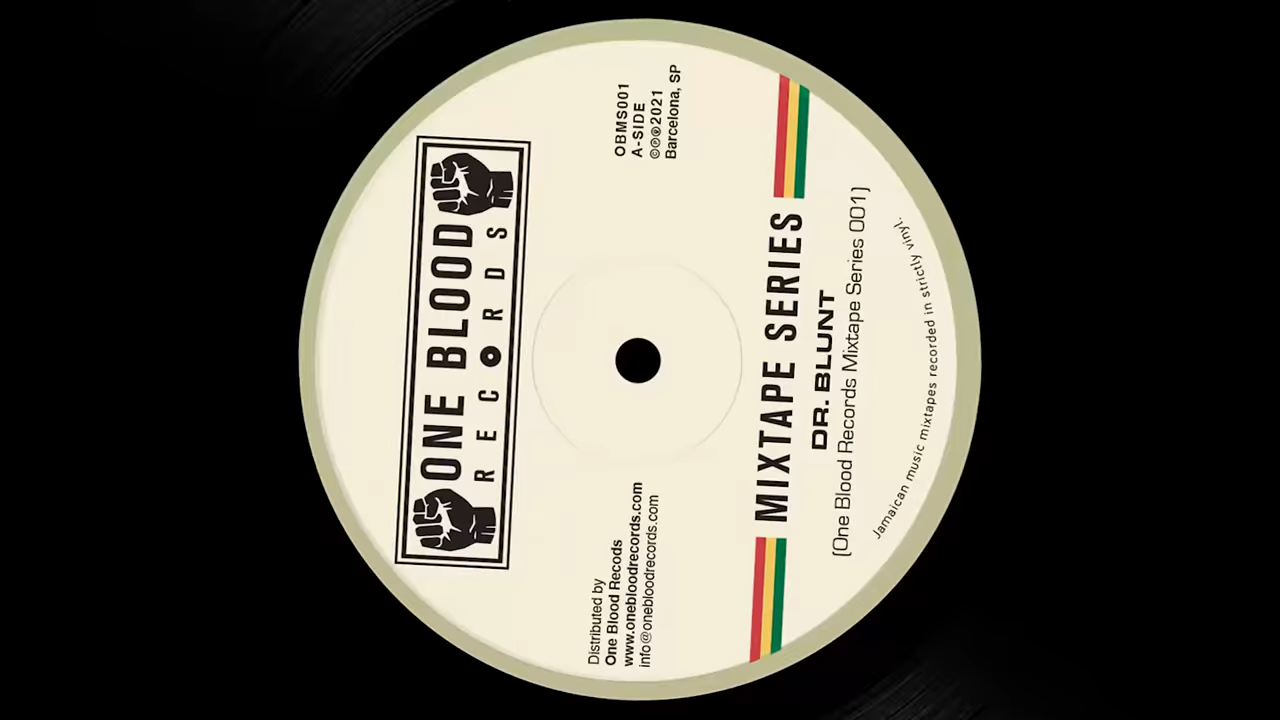 ONE BLOOD
RECORDS
Distributed by
One Blood Recods
www.onebloodrecords.com
info@onebloodrecords.com
OBMS001
A-SIDE
©℗®2021
Barcelona, SP
MIXTAPE SERIES
DR. BLUNT
[One Blood Records Mixtape Series 001]
Jamaican music mixtapes recorded in strictly vinyl.